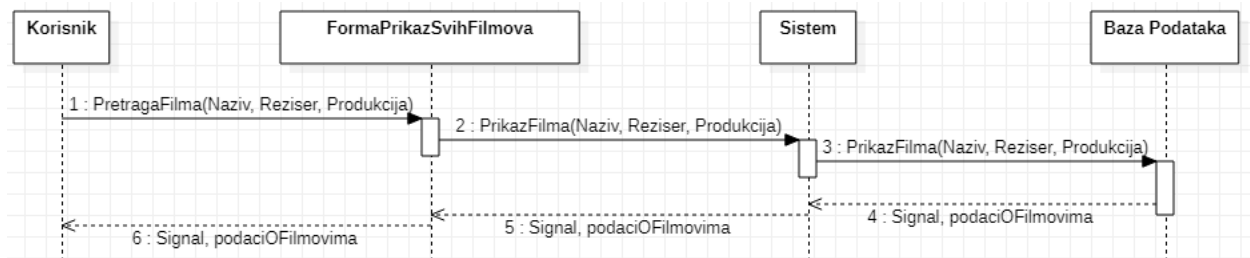 Korisnik
FormaPrikazSvihFilmova
Sistem
Baza Podataka
1 : PretragaFilma(Naziv, Reziser, Produkcija)
2 : PrikazFilma(Naziv, Reziser, Produkcija)
3 : PrikazFilma(Naziv, Reziser, Produkcija)
4 : Signal, podaciOFilmovima
5 : Signal, podaciOFilmovima
6 : Signal, podaciOFilmovima